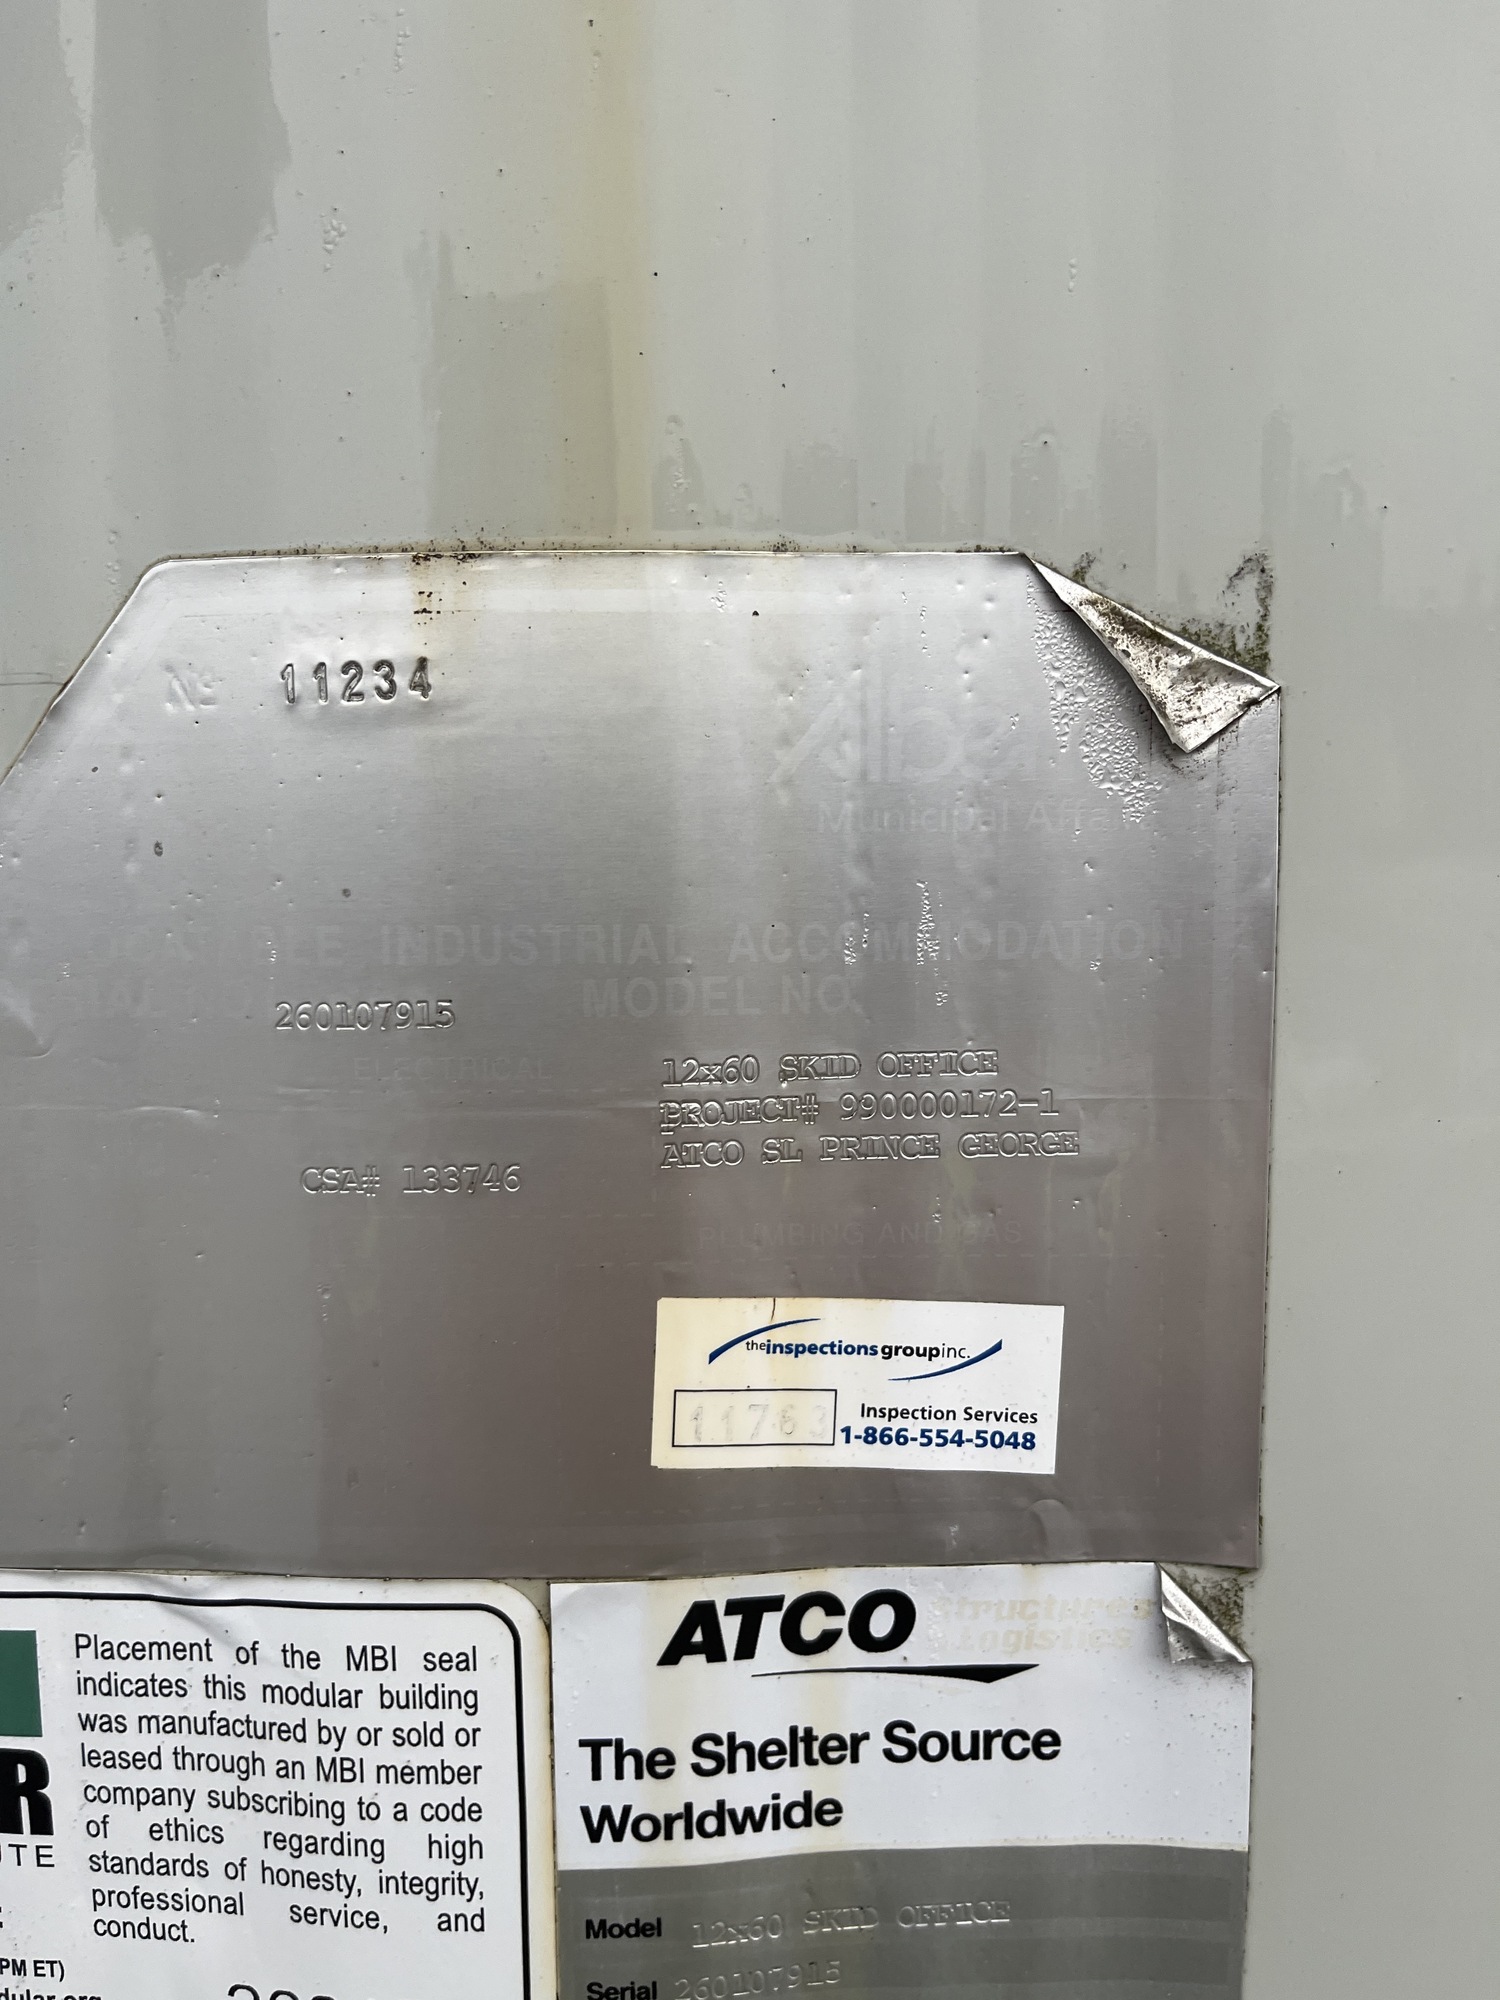 Nº 11234
Municipal Affairs
INDUSTRIAL ACCOMMODATION
MODEL NO.
260107915
ELECTRICAL
12x60 SKID OFFICE
PROJECT# 990000172-1
ATCO SL PRINCE GEORGE
CSA# 133746
PLUMBING AND GAS
theinspectionsgroupinc.
11763
Inspection Services
1-866-554-5048
Placement of the MBI seal
indicates this modular building
was manufactured by or sold or
leased through an MBI member
company subscribing to a code
of ethics regarding high
standards of honesty, integrity,
professional service, and
conduct.
PM ET)
ATCO Structures
Logistics
The Shelter Source
Worldwide
Model 12x60 SKID OFFICE
Serial 260107915